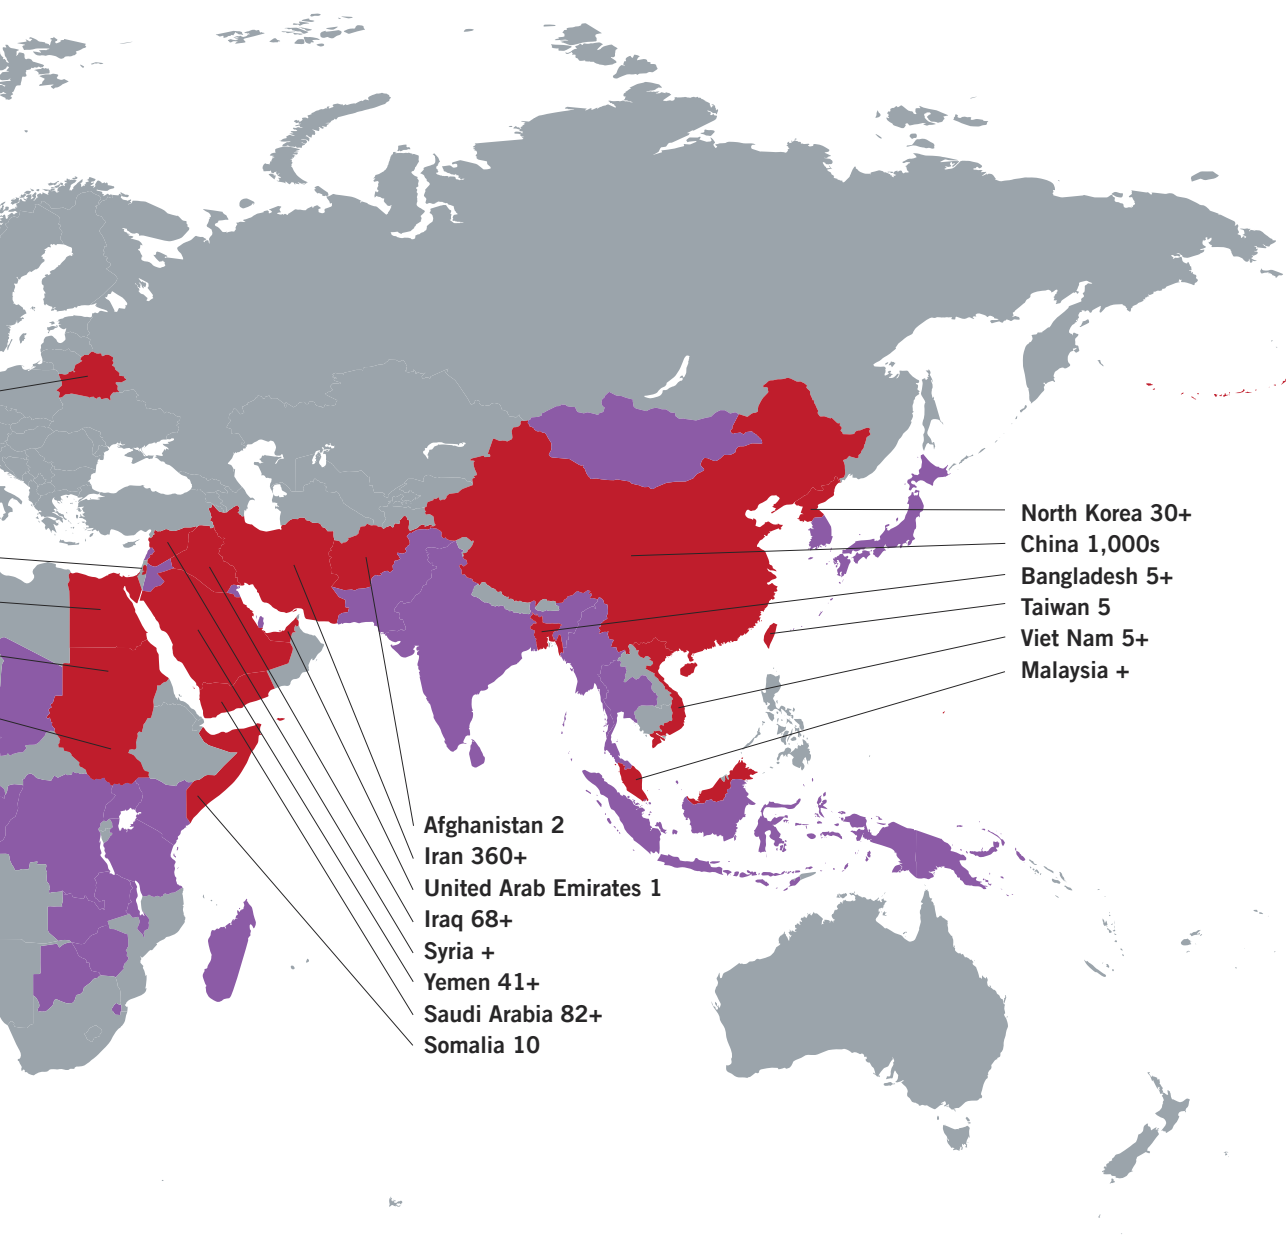 North Korea 30+
China 1,000s
Bangladesh 5+
Taiwan 5
Viet Nam 5+
Malaysia +
Afghanistan 2
Iran 360+
United Arab Emirates 1
Iraq 68+
Syria +
Yemen 41+
Saudi Arabia 82+
Somalia 10